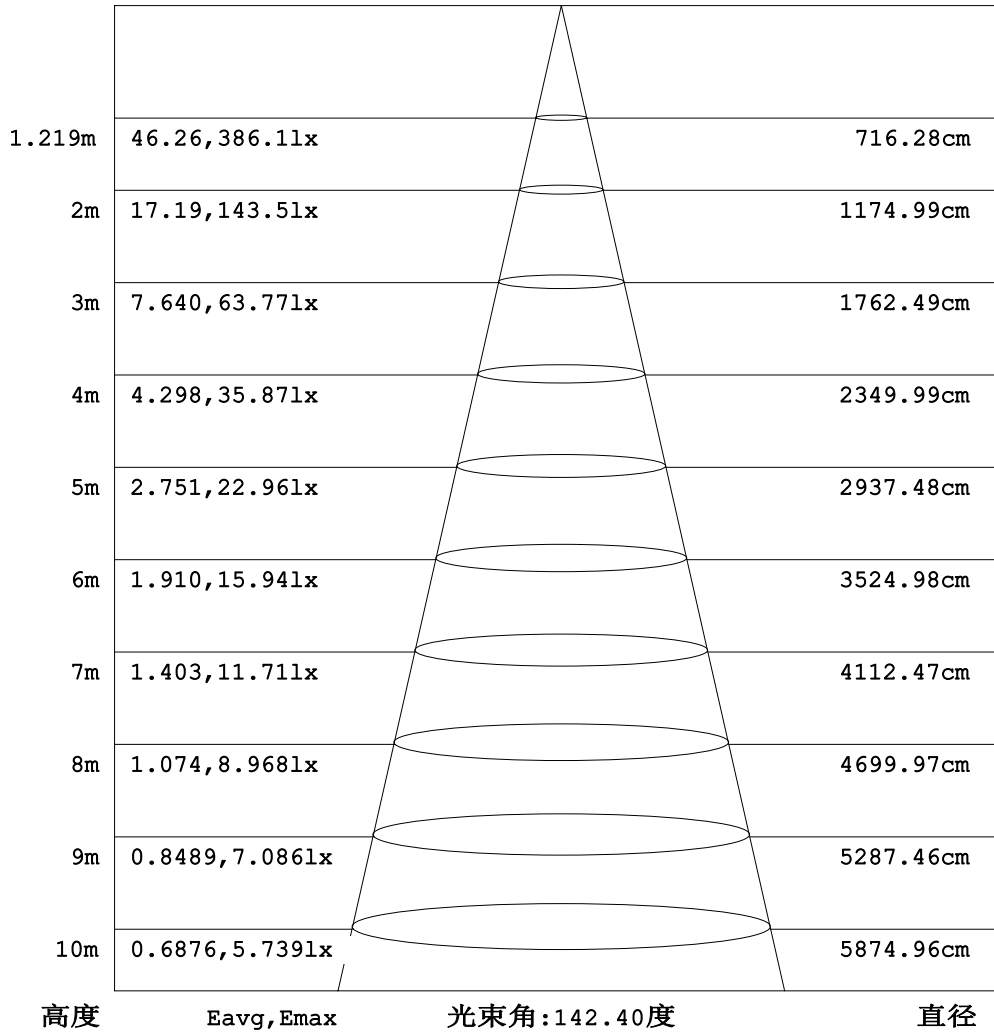 1.219m 46.26,386.1lx 716.28cm
2m 17.19,143.5lx 1174.99cm
3m 7.640,63.77lx 1762.49cm
4m 4.298,35.87lx 2349.99cm
5m 2.751,22.96lx 2937.48cm
6m 1.910,15.94lx 3524.98cm
7m 1.403,11.71lx 4112.47cm
8m 1.074,8.968lx 4699.97cm
9m 0.8489,7.086lx 5287.46cm
10m 0.6876,5.739lx 5874.96cm
高度 Eavg,Emax 光束角:142.40度 直径